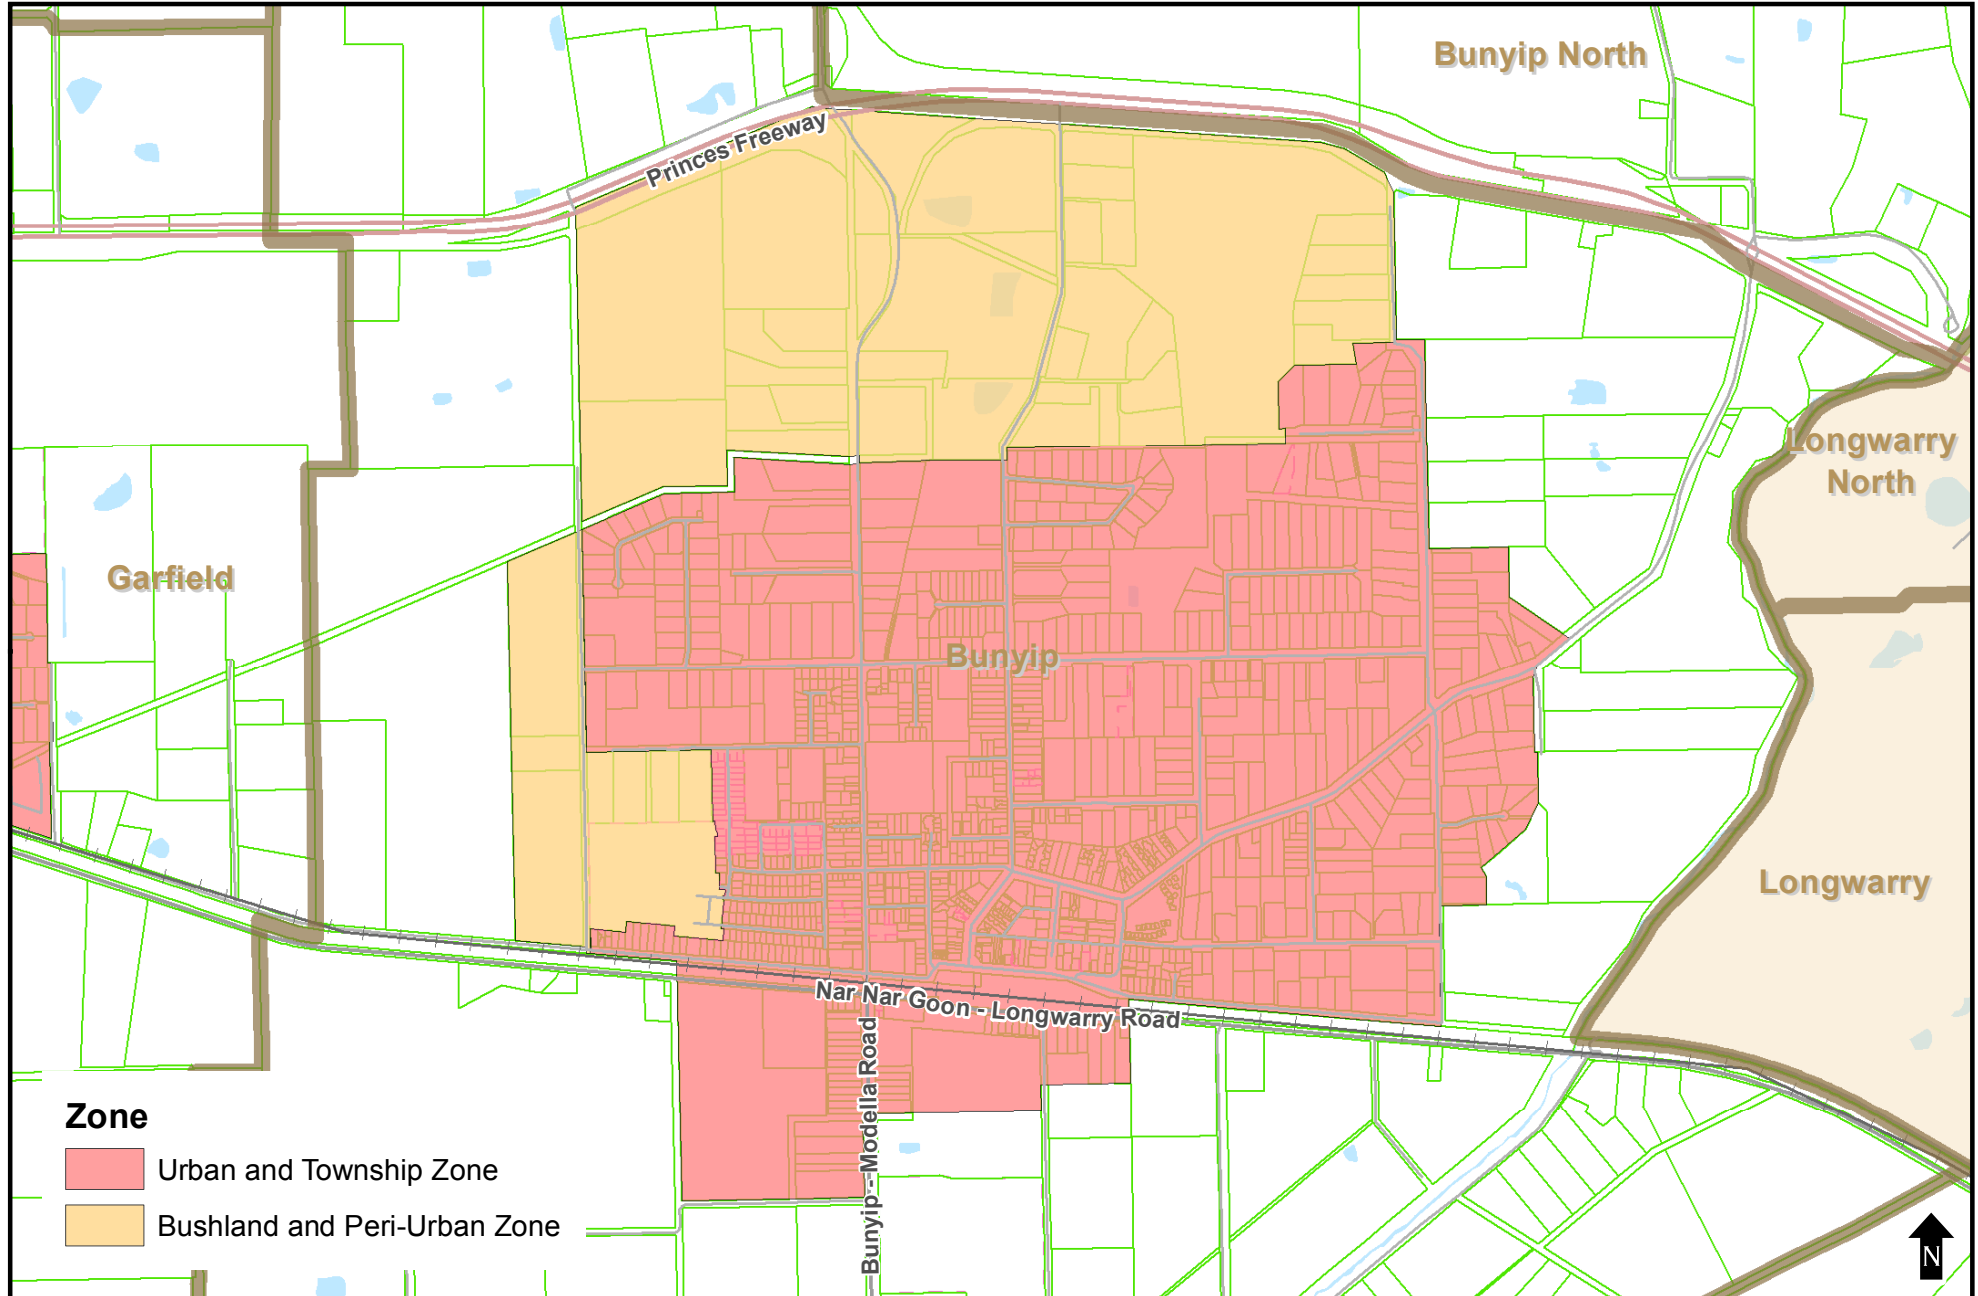 Bunyip North
Princes Freeway
Longwarry
North
Garfield
Bunyip
Longwarry
Nar Nar Goon - Longwarry Road
Bunyip - Modella Road
Zone
Urban and Township Zone
Bushland and Peri-Urban Zone
N